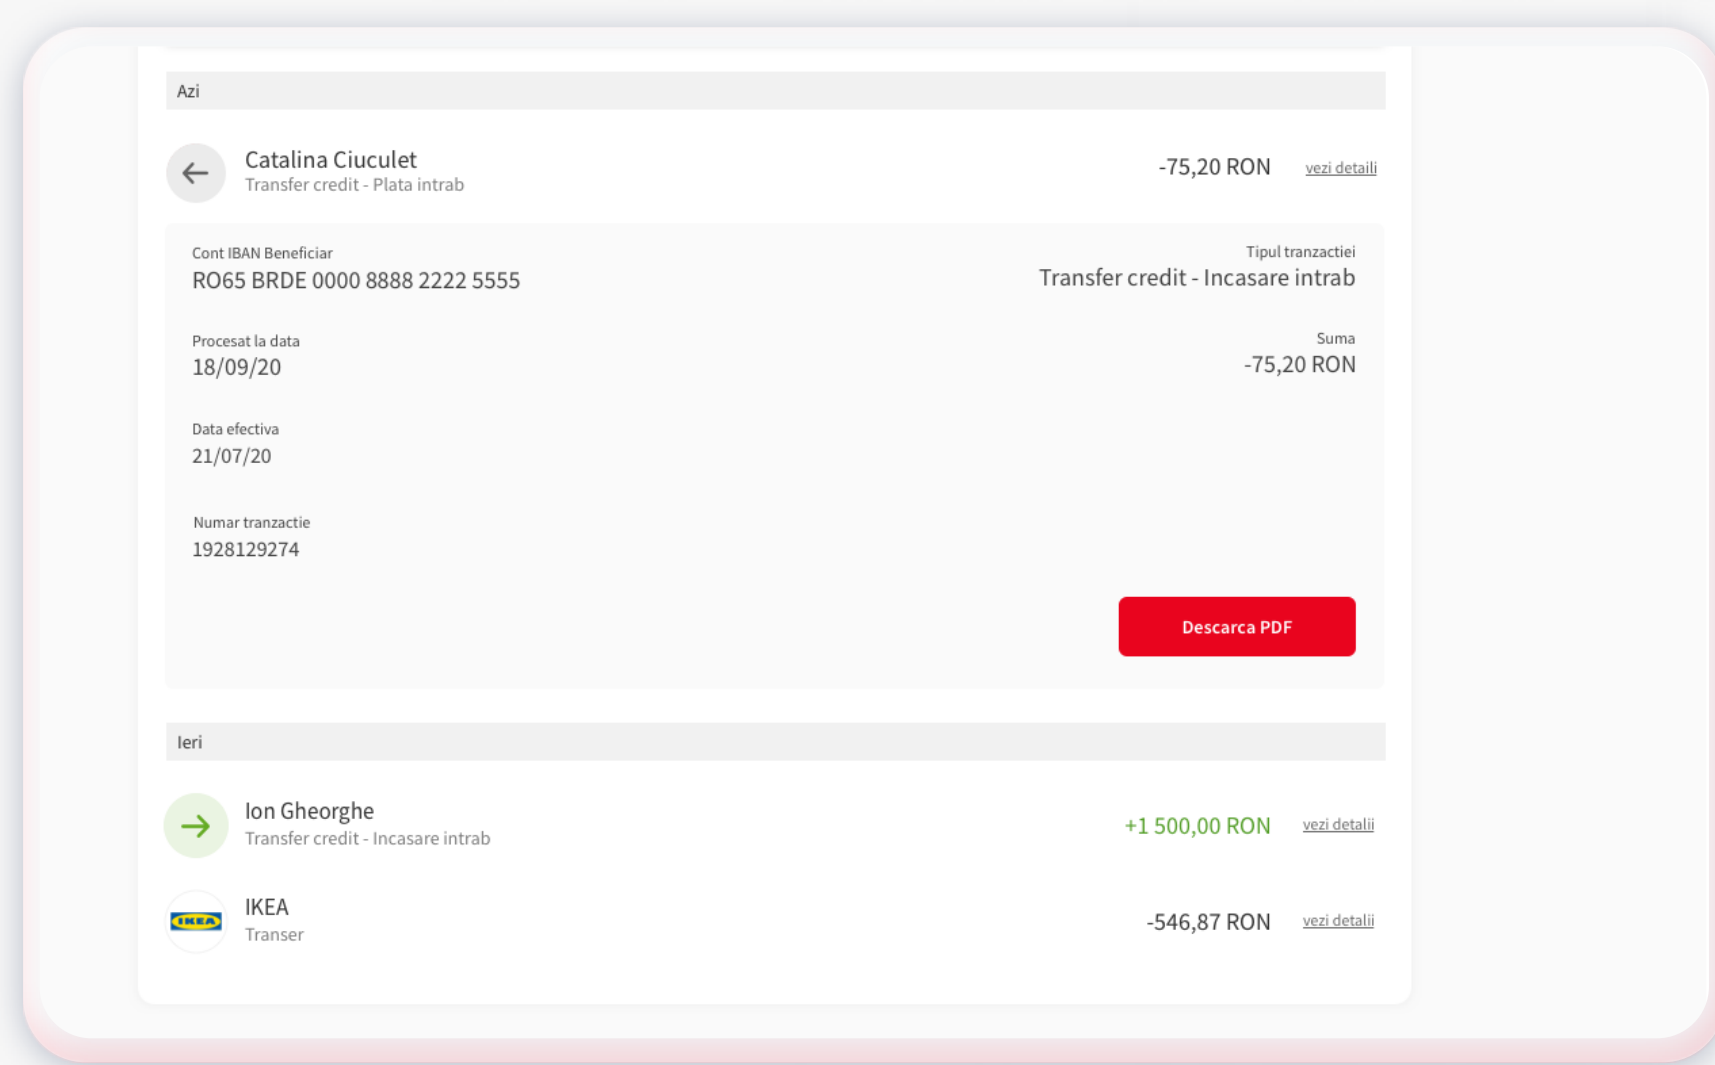 Azi
Catalina Ciuculet
Transfer credit - Plata intrab
-75,20 RON
vezi detaili
Cont IBAN Beneficiar
RO65 BRDE 0000 8888 2222 5555
Tipul tranzactiei
Transfer credit - Incasare intrab
Procesat la data
18/09/20
Suma
-75,20 RON
Data efectiva
21/07/20
Numar tranzactie
1928129274
Descarca PDF
Ieri
Ion Gheorghe
Transfer credit - Incasare intrab
+1 500,00 RON
vezi detalii
IKEA
IKEA
Transer
-546,87 RON
vezi detalii